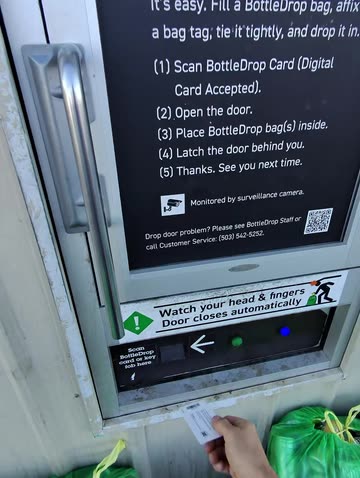 It's easy. Fill a BottleDrop bag, affix
a bag tag, tie it tightly, and drop it in.
(1) Scan BottleDrop Card (Digital
Card Accepted).
(2) Open the door.
(3) Place BottleDrop bag(s) inside.
(4) Latch the door behind you.
(5) Thanks. See you next time.
Monitored by surveillance camera.
Drop door problem? Please see BottleDrop Staff or
call Customer Service: (503) 542-5252.
Watch your head & fingers
Door closes automatically
Scan
BottleDrop
card or key
fob here